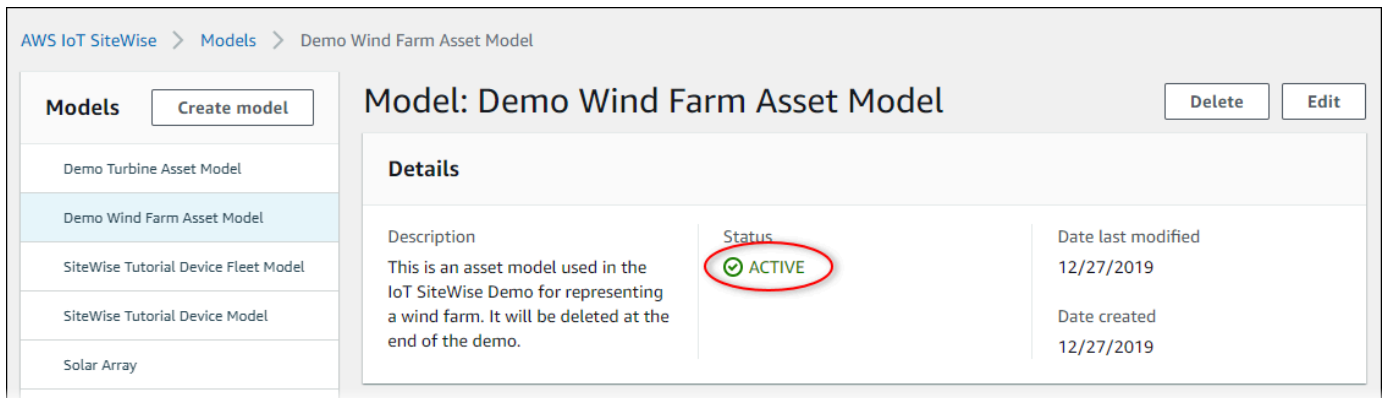 AWS IoT SiteWise > Models > Demo Wind Farm Asset Model
Models
Create model
Demo Turbine Asset Model
Demo Wind Farm Asset Model
SiteWise Tutorial Device Fleet Model
SiteWise Tutorial Device Model
Solar Array
Model: Demo Wind Farm Asset Model
Delete
Edit
Details
Description
This is an asset model used in the
IoT SiteWise Demo for representing
a wind farm. It will be deleted at the
end of the demo.
Status
ACTIVE
Date last modified
12/27/2019
Date created
12/27/2019